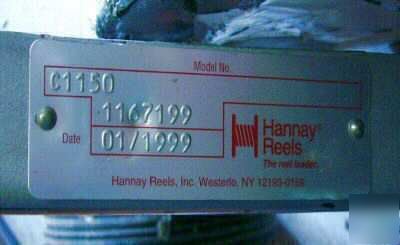 Model No.
C1150
1167199
Date 01/1999
Hannay®
Reels
The reel leader.
Hannay Reels, Inc. Westerlo, NY 12193-0159